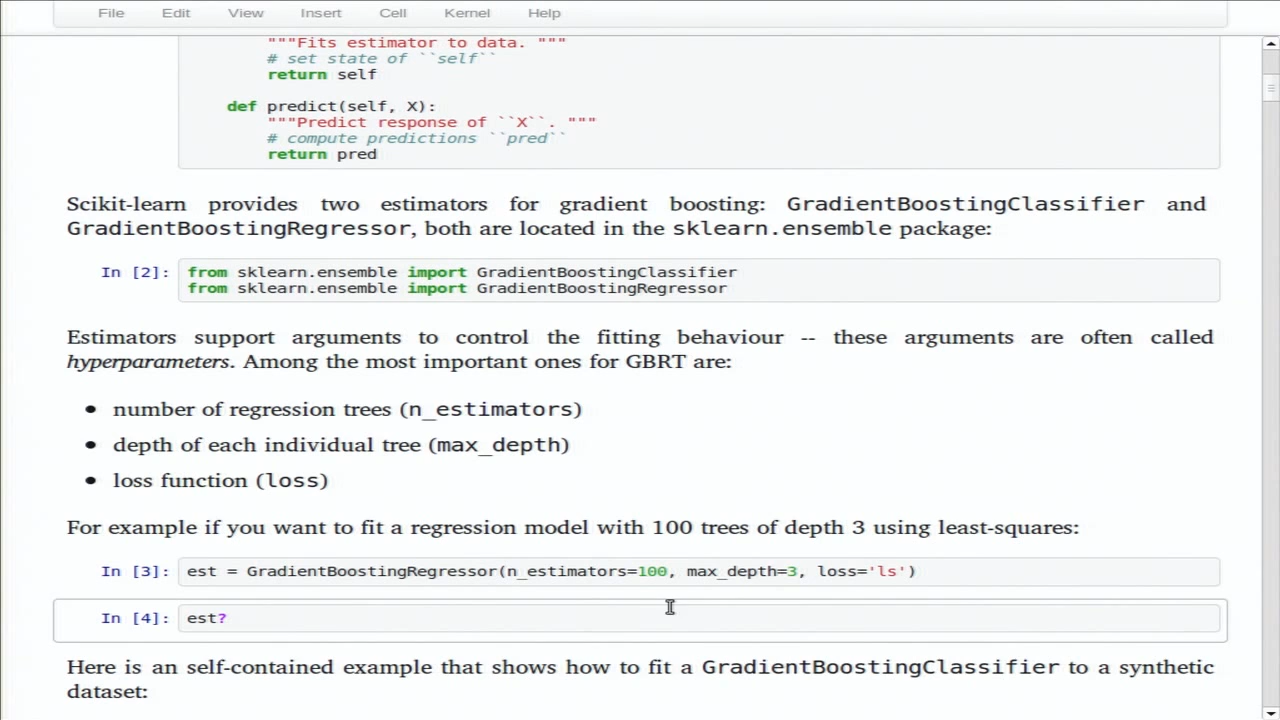 File Edit View Insert Cell Kernel Help
"""Fits estimator to data. """
# set state of ``self``
return self
def predict(self, X):
"""Predict response of ``X``. """
# compute predictions ``pred``
return pred
Scikit-learn provides two estimators for gradient boosting: GradientBoostingClassifier and
GradientBoostingRegressor, both are located in the sklearn.ensemble package:
In [2]: from sklearn.ensemble import GradientBoostingClassifier
from sklearn.ensemble import GradientBoostingRegressor
Estimators support arguments to control the fitting behaviour -- these arguments are often called
hyperparameters. Among the most important ones for GBRT are:
• number of regression trees (n_estimators)
• depth of each individual tree (max_depth)
• loss function (loss)
For example if you want to fit a regression model with 100 trees of depth 3 using least-squares:
In [3]: est = GradientBoostingRegressor(n_estimators=100, max_depth=3, loss='ls')
In [4]: est?
Here is an self-contained example that shows how to fit a GradientBoostingClassifier to a synthetic
dataset: